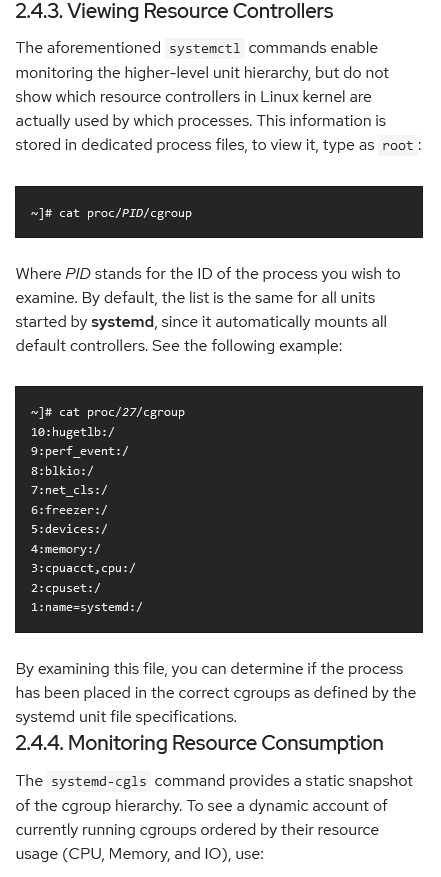 2.4.3. Viewing Resource Controllers
The aforementioned systemctl commands enable
monitoring the higher-level unit hierarchy, but do not
show which resource controllers in Linux kernel are
actually used by which processes. This information is
stored in dedicated process files, to view it, type as root :
~]# cat proc/PID/cgroup
Where PID stands for the ID of the process you wish to
examine. By default, the list is the same for all units
started by systemd, since it automatically mounts all
default controllers. See the following example:
~]# cat proc/27/cgroup
10:hugetlb:/
9:perf_event:/
8:blkio:/
7:net_cls:/
6:freezer:/
5:devices:/
4:memory:/
3:cpuacct,cpu:/
2:cpuset:/
1:name=systemd:/
By examining this file, you can determine if the process
has been placed in the correct cgroups as defined by the
systemd unit file specifications.
2.4.4. Monitoring Resource Consumption
The systemd-cgls command provides a static snapshot
of the cgroup hierarchy. To see a dynamic account of
currently running cgroups ordered by their resource
usage (CPU, Memory, and IO), use: